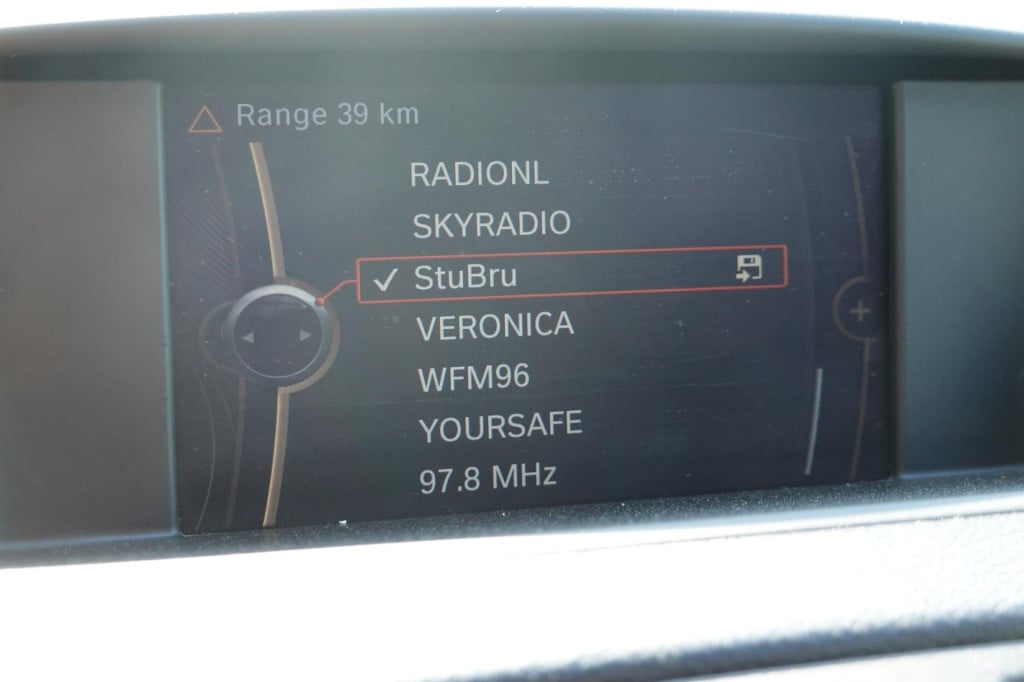 Range 39 km
RADIONL
SKYRADIO
StuBru
VERONICA
WFM96
YOURSAFE
97.8 MHz